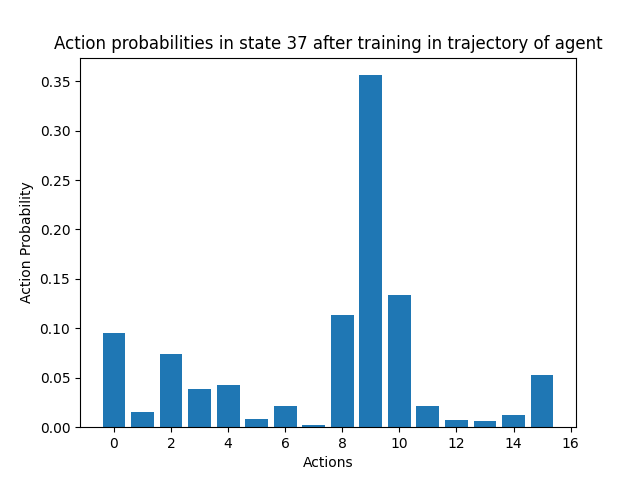 Action probabilities in state 37 after training in trajectory of agent
0.35
0.30
0.25
0.20
0.15
0.10
0.05
0.00
Action Probability
0 2 4 6 8 10 12 14 16
Actions